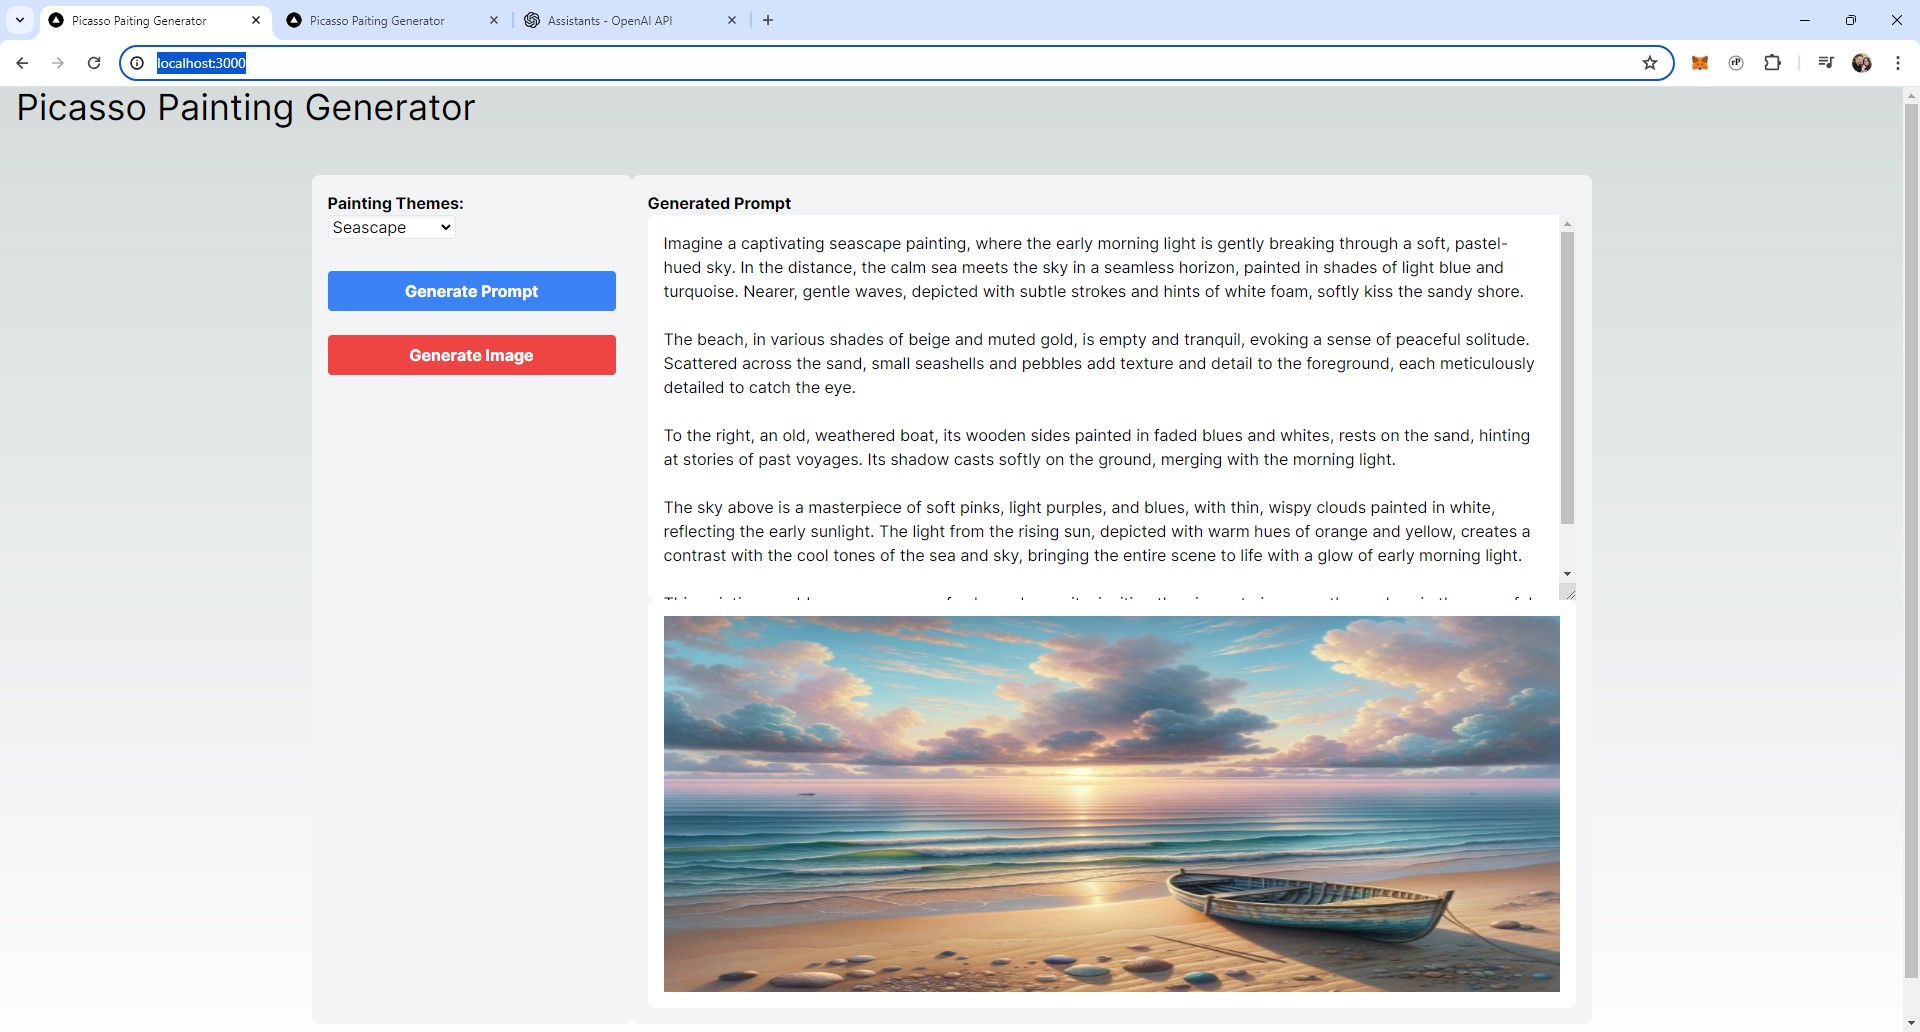 Picasso Paiting Generator
Picasso Paiting Generator
Assistants - OpenAI API
localhost:3000
rP
Picasso Painting Generator
Painting Themes:
Seascape
Generate Prompt
Generate Image
Generated Prompt
Imagine a captivating seascape painting, where the early morning light is gently breaking through a soft, pastel-
hued sky. In the distance, the calm sea meets the sky in a seamless horizon, painted in shades of light blue and
turquoise. Nearer, gentle waves, depicted with subtle strokes and hints of white foam, softly kiss the sandy shore.
The beach, in various shades of beige and muted gold, is empty and tranquil, evoking a sense of peaceful solitude.
Scattered across the sand, small seashells and pebbles add texture and detail to the foreground, each meticulously
detailed to catch the eye.
To the right, an old, weathered boat, its wooden sides painted in faded blues and whites, rests on the sand, hinting
at stories of past voyages. Its shadow casts softly on the ground, merging with the morning light.
The sky above is a masterpiece of soft pinks, light purples, and blues, with thin, wispy clouds painted in white,
reflecting the early sunlight. The light from the rising sun, depicted with warm hues of orange and yellow, creates a
contrast with the cool tones of the sea and sky, bringing the entire scene to life with a glow of early morning light.